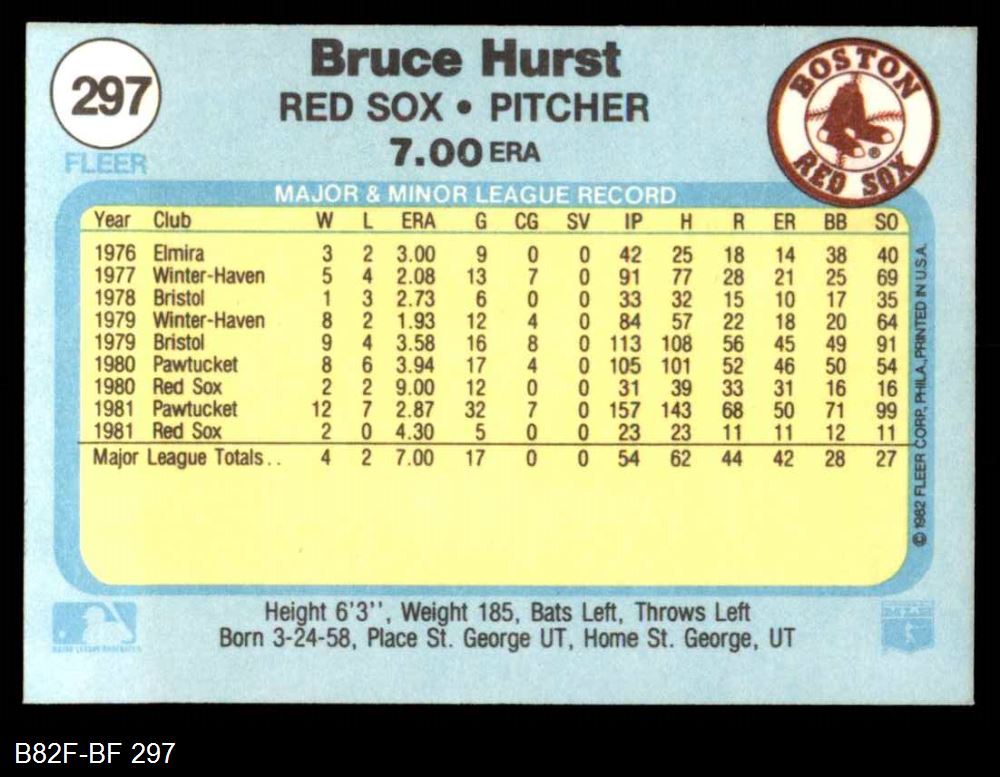 297
FLEER
Bruce Hurst
RED SOX • PITCHER
7.00 ERA
BOSTON
RED SOX
®
MAJOR & MINOR LEAGUE RECORD
Year Club W L ERA G CG SV IP H R ER BB SO
1976 Elmira 3 2 3.00 9 0 0 42 25 18 14 38 40
1977 Winter-Haven 5 4 2.08 13 7 0 91 77 28 21 25 69
1978 Bristol 1 3 2.73 6 0 0 33 32 15 10 17 35
1979 Winter-Haven 8 2 1.93 12 4 0 84 57 22 18 20 64
1979 Bristol 9 4 3.58 16 8 0 113 108 56 45 49 91
1980 Pawtucket 8 6 3.94 17 4 0 105 101 52 46 50 54
1980 Red Sox 2 2 9.00 12 0 0 31 39 33 31 16 16
1981 Pawtucket 12 7 2.87 32 7 0 157 143 68 50 71 99
1981 Red Sox 2 0 4.30 5 0 0 23 23 11 11 12 11
Major League Totals.. 4 2 7.00 17 0 0 54 62 44 42 28 27
© 1982 FLEER CORP., PHILA., PRINTED IN U.S.A.
Height 6'3'', Weight 185, Bats Left, Throws Left
Born 3-24-58, Place St. George UT, Home St. George, UT
B82F-BF 297